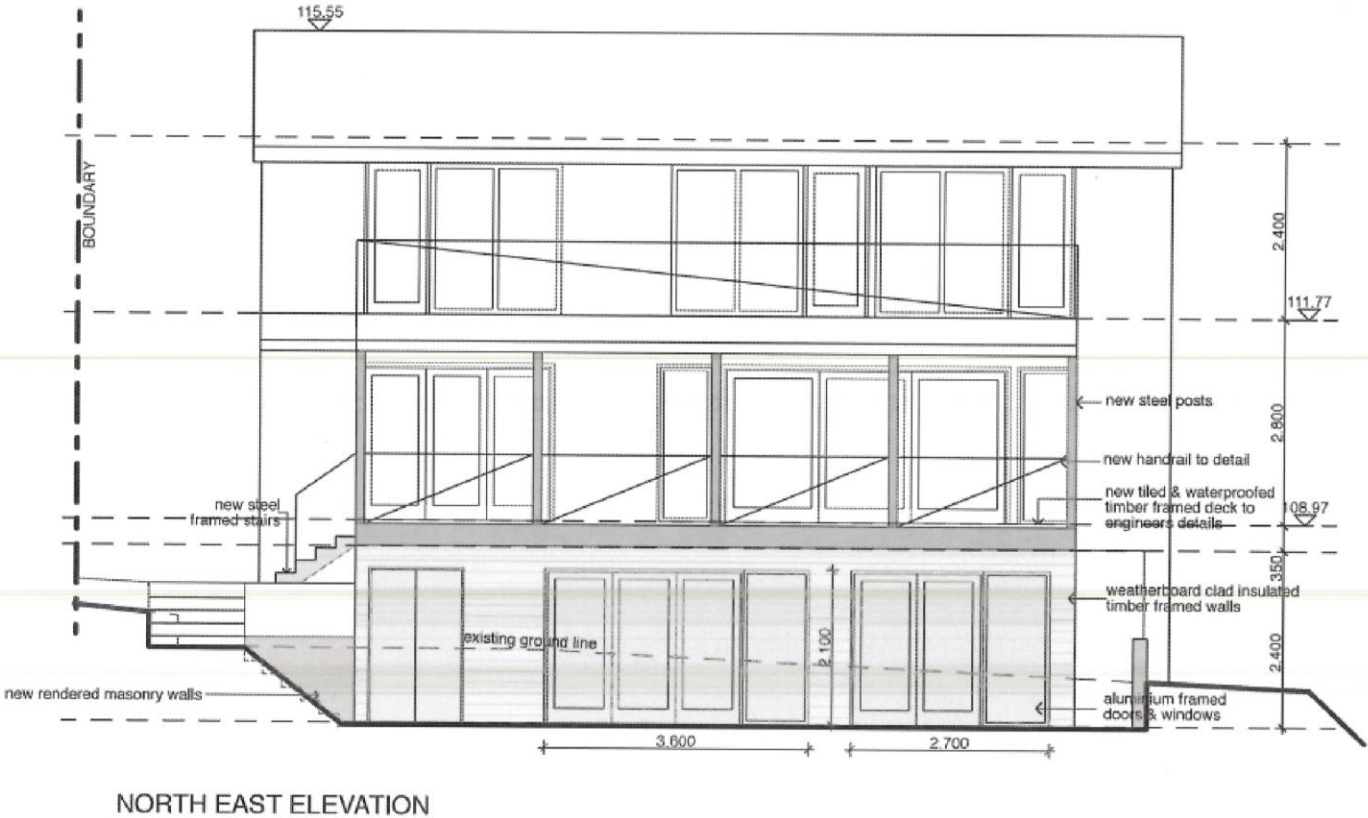 115.55
BOUNDARY
2.400
111.77
new steel posts
2.800
new handrail to detail
new tiled & waterproofed
timber framed deck to
engineers details
108.97
new steel
framed stairs
350
weatherboard clad insulated
timber framed walls
existing ground line
2.100
2.400
new rendered masonry walls
aluminium framed
doors & windows
3.600
2.700
NORTH EAST ELEVATION